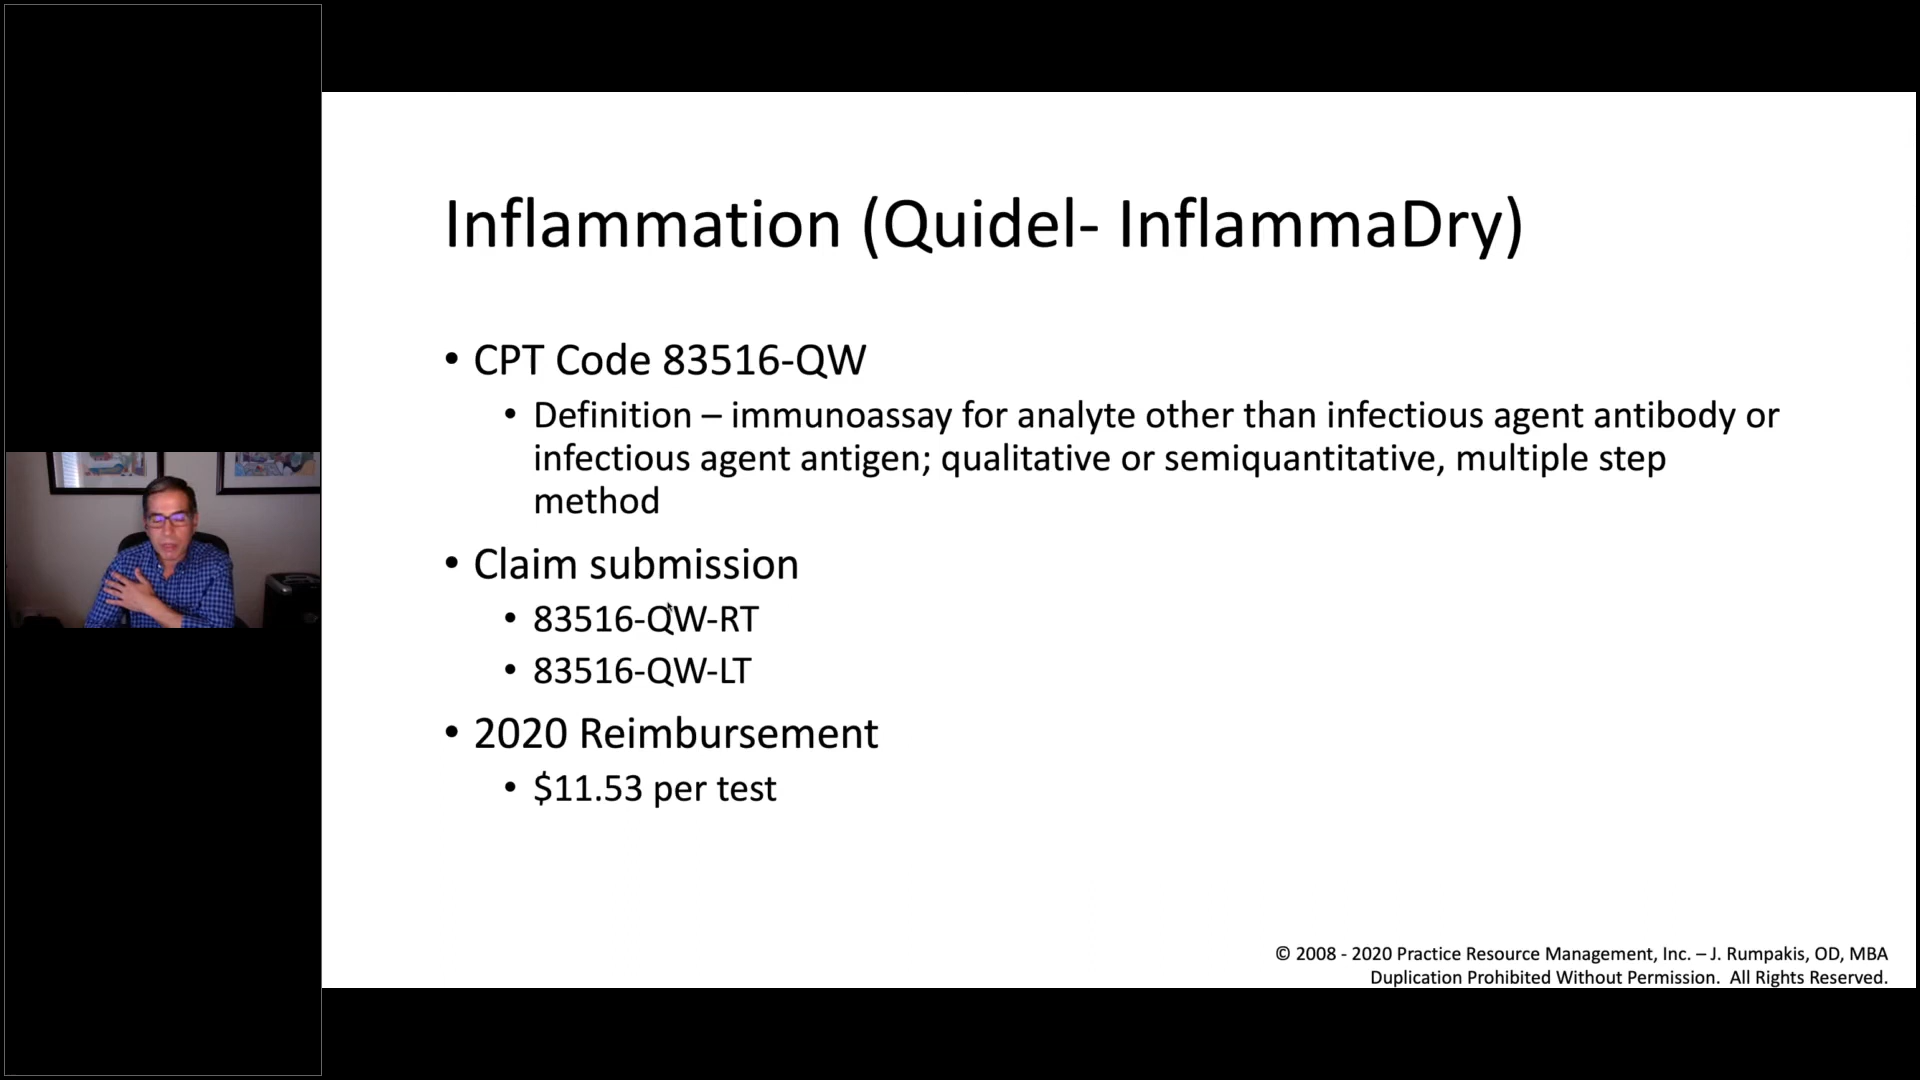 Inflammation (Quidel- InflammaDry)
• CPT Code 83516-QW
• Definition – immunoassay for analyte other than infectious agent antibody or
infectious agent antigen; qualitative or semiquantitative, multiple step
method
• Claim submission
• 83516-QW-RT
• 83516-QW-LT
• 2020 Reimbursement
• $11.53 per test
© 2008 - 2020 Practice Resource Management, Inc. – J. Rumpakis, OD, MBA
Duplication Prohibited Without Permission. All Rights Reserved.